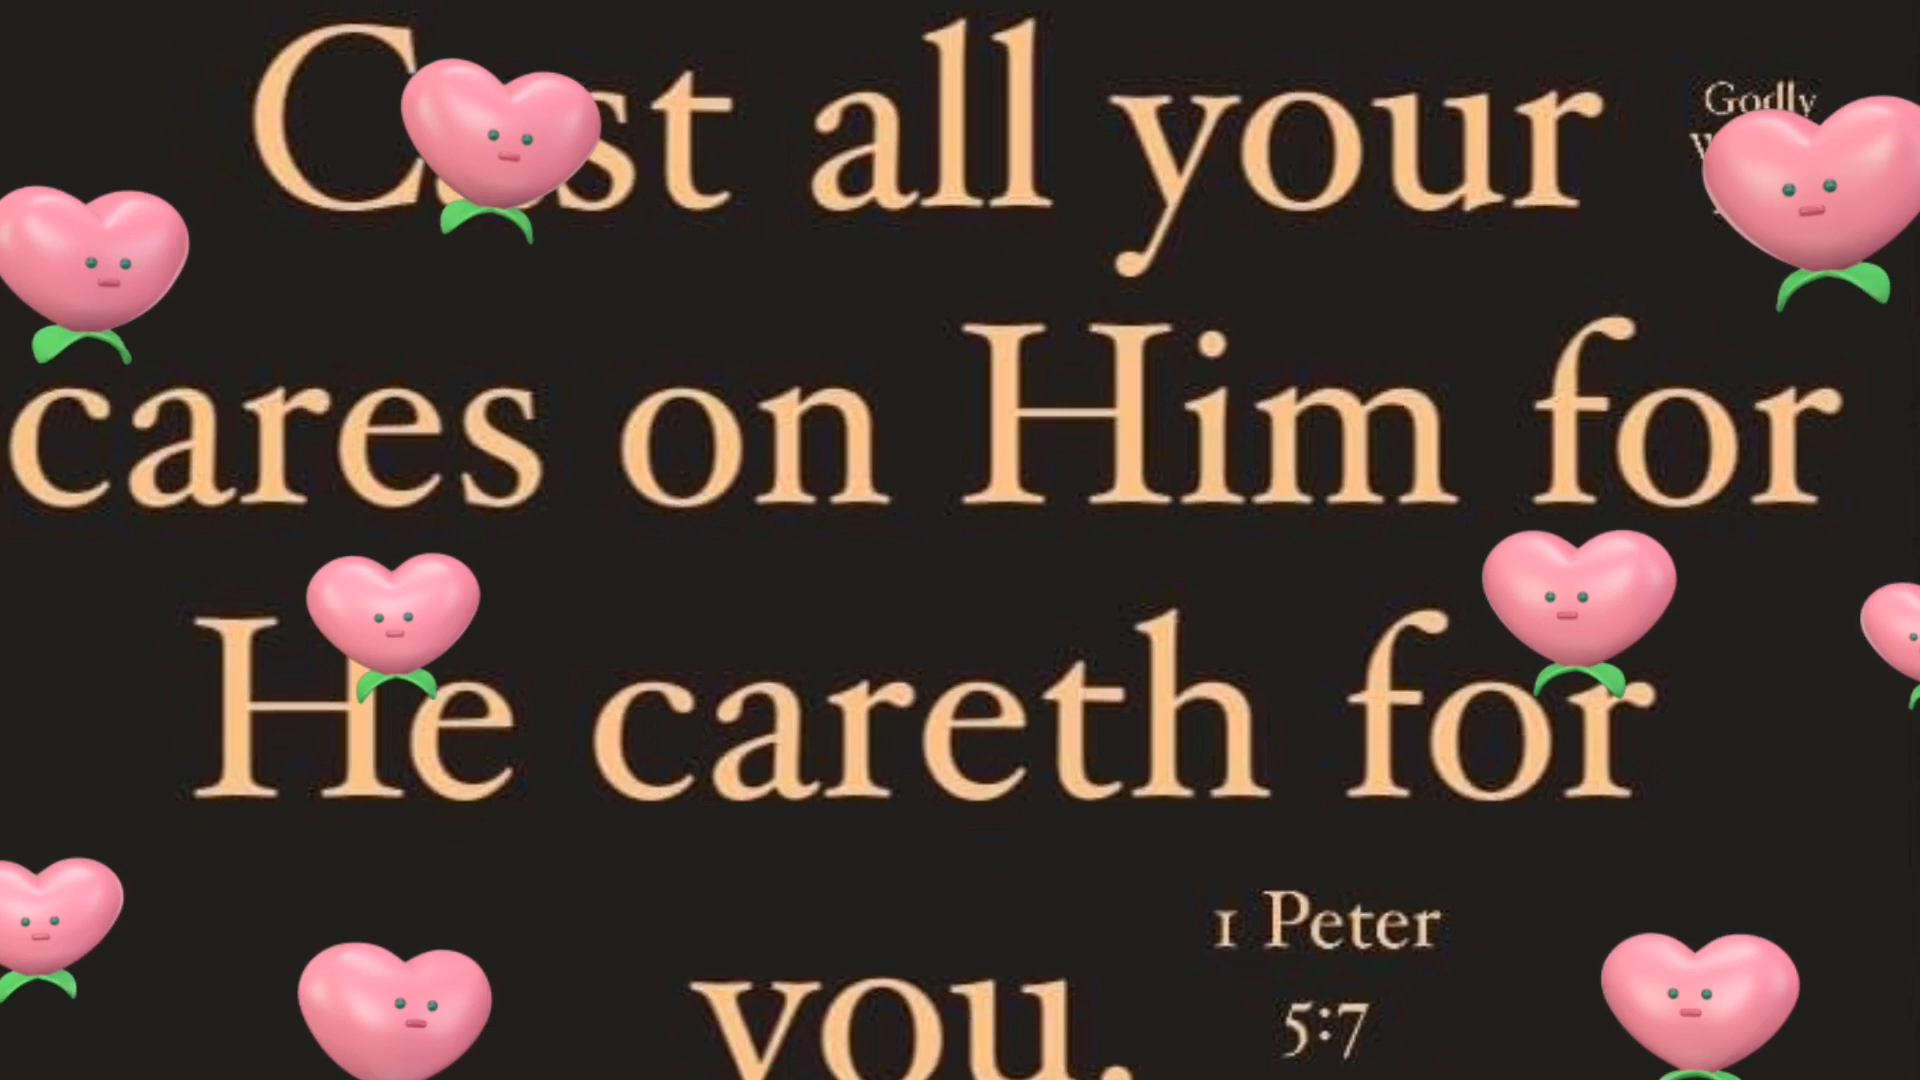 Cast all your
Godly
cares on Him for
He careth for
you.
1 Peter
5:7